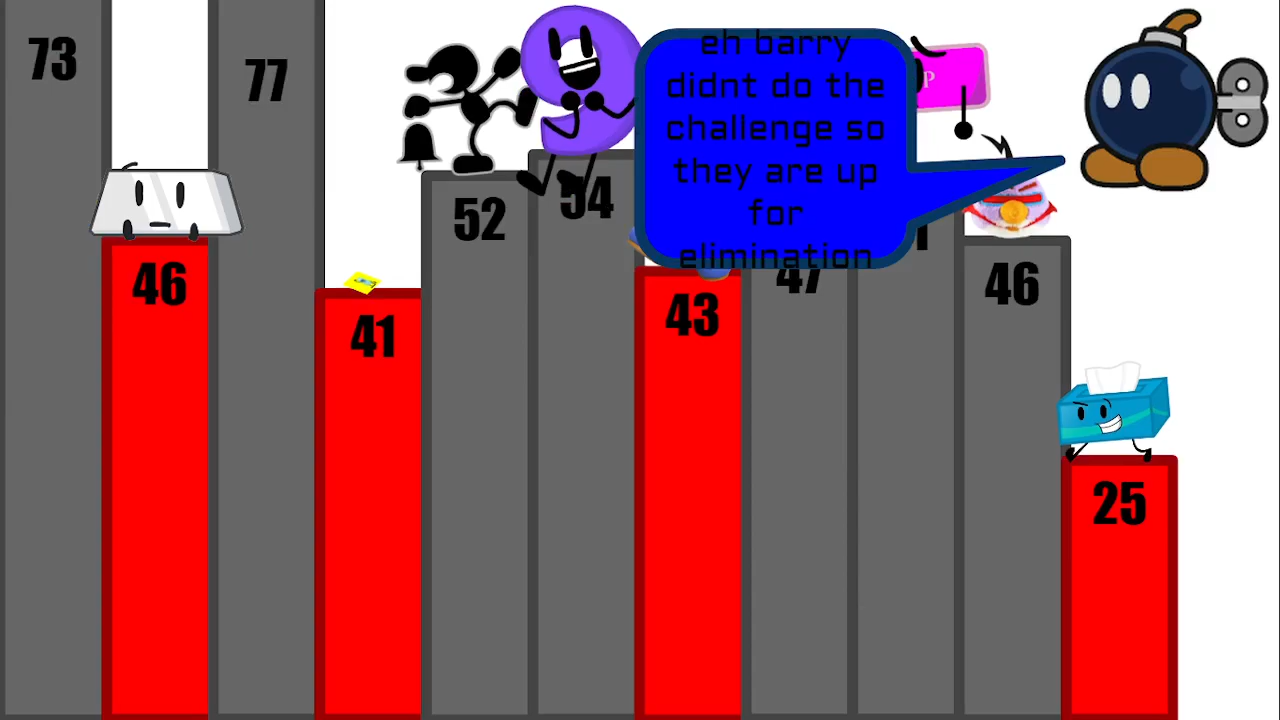 73
77
eh barry
didnt do the
challenge so
they are up
for
elimination
P
52
54
46
41
43
47
1
46
25